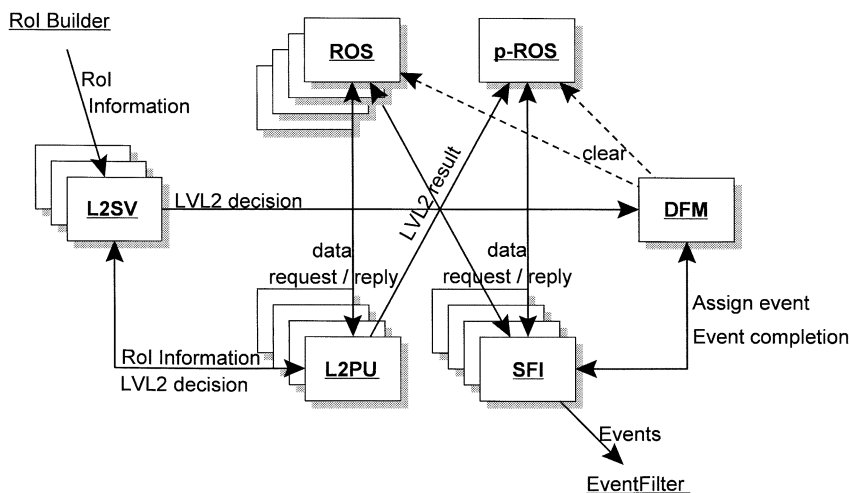 RoI Builder
RoI
Information
ROS
p-ROS
clear
L2SV
LVL2 decision
LVL2 result
DFM
data
request / reply
data
request / reply
Assign event
Event completion
RoI Information
LVL2 decision
L2PU
SFI
Events
EventFilter